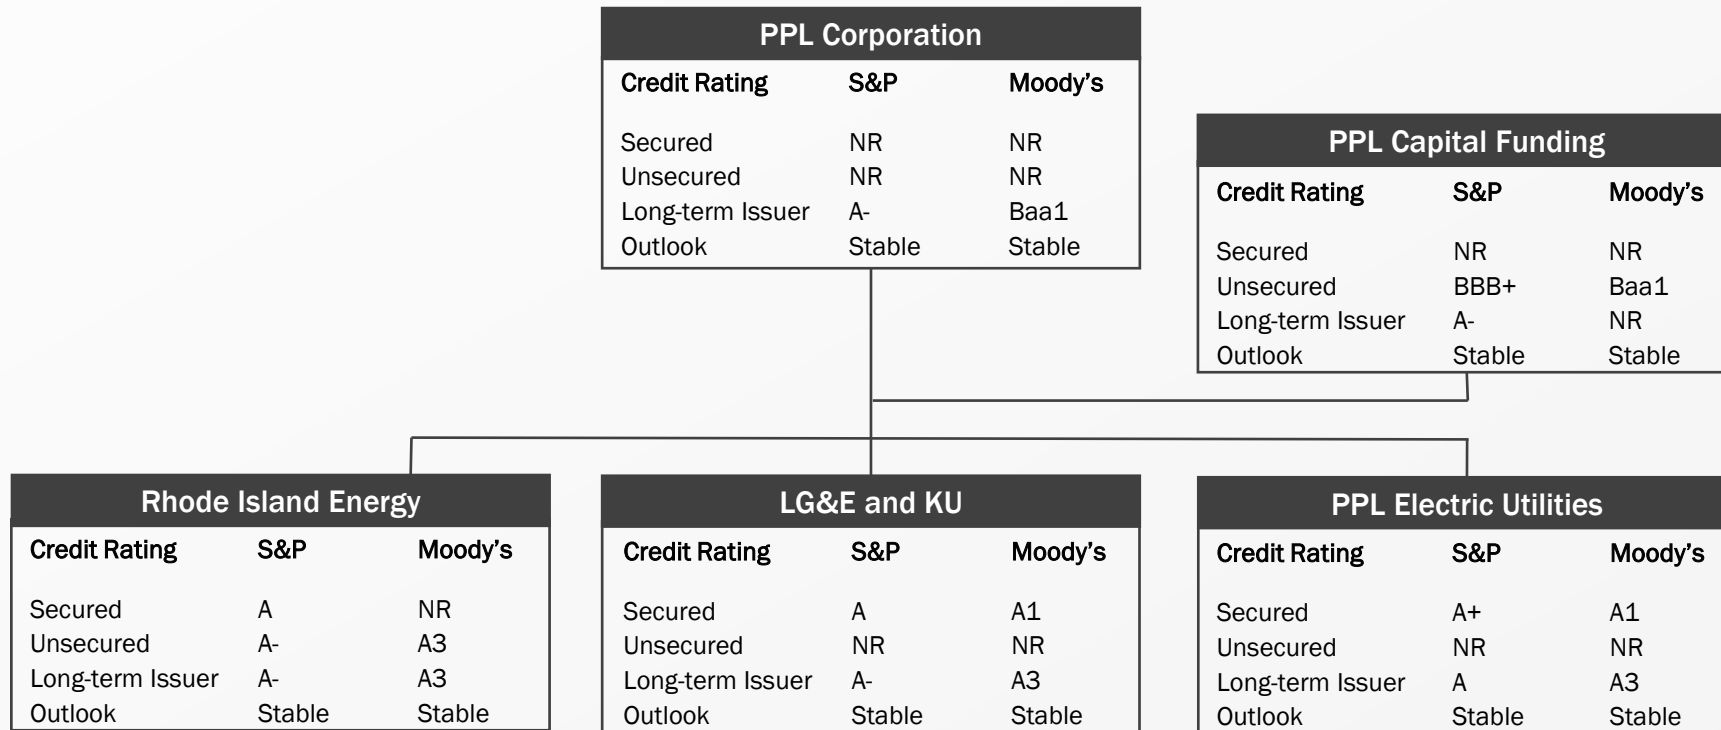 PPL Corporation
Credit Rating S&P Moody's
Secured NR NR
Unsecured NR NR
Long-term Issuer A- Baa1
Outlook Stable Stable
PPL Capital Funding
Credit Rating S&P Moody's
Secured NR NR
Unsecured BBB+ Baa1
Long-term Issuer A- NR
Outlook Stable Stable
Rhode Island Energy
Credit Rating S&P Moody's
Secured A NR
Unsecured A- A3
Long-term Issuer A- A3
Outlook Stable Stable
LG&E and KU
Credit Rating S&P Moody's
Secured A A1
Unsecured NR NR
Long-term Issuer A- A3
Outlook Stable Stable
PPL Electric Utilities
Credit Rating S&P Moody's
Secured A+ A1
Unsecured NR NR
Long-term Issuer A A3
Outlook Stable Stable